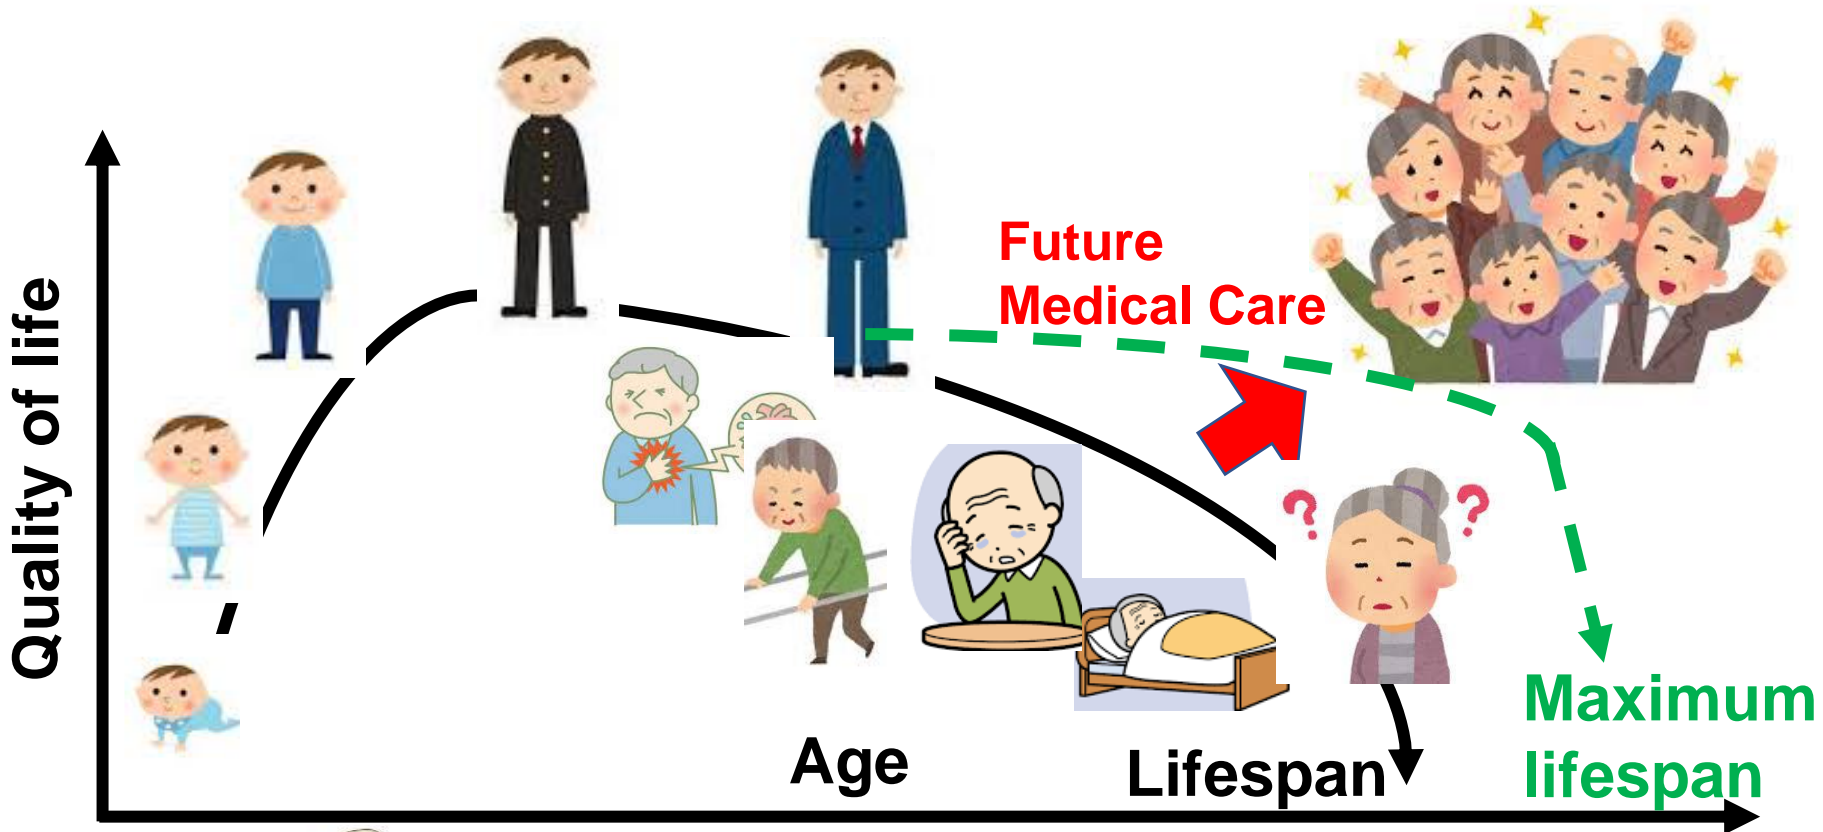 Quality of life
Future
Medical Care
?
?
Age
Lifespan
Maximum
lifespan